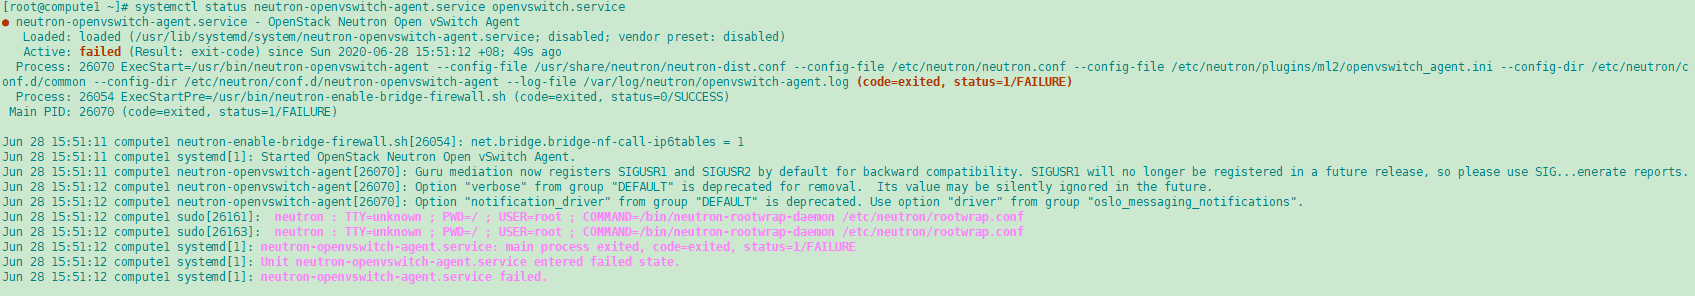 [root@compute1 ~]# systemctl status neutron-openvswitch-agent.service openvswitch.service
● neutron-openvswitch-agent.service - OpenStack Neutron Open vSwitch Agent
   Loaded: loaded (/usr/lib/systemd/system/neutron-openvswitch-agent.service; disabled; vendor preset: disabled)
   Active: failed (Result: exit-code) since Sun 2020-06-28 15:51:12 +08; 49s ago
  Process: 26070 ExecStart=/usr/bin/neutron-openvswitch-agent --config-file /usr/share/neutron/neutron-dist.conf --config-file /etc/neutron/neutron.conf --config-file /etc/neutron/plugins/ml2/openvswitch_agent.ini --config-dir /etc/neutron/c
onf.d/common --config-dir /etc/neutron/conf.d/neutron-openvswitch-agent --log-file /var/log/neutron/openvswitch-agent.log (code=exited, status=1/FAILURE)
  Process: 26054 ExecStartPre=/usr/bin/neutron-enable-bridge-firewall.sh (code=exited, status=0/SUCCESS)
 Main PID: 26070 (code=exited, status=1/FAILURE)

Jun 28 15:51:11 compute1 neutron-enable-bridge-firewall.sh[26054]: net.bridge.bridge-nf-call-ip6tables = 1
Jun 28 15:51:11 compute1 systemd[1]: Started OpenStack Neutron Open vSwitch Agent.
Jun 28 15:51:11 compute1 neutron-openvswitch-agent[26070]: Guru mediation now registers SIGUSR1 and SIGUSR2 by default for backward compatibility. SIGUSR1 will no longer be registered in a future release, so please use SIG...enerate reports.
Jun 28 15:51:12 compute1 neutron-openvswitch-agent[26070]: Option "verbose" from group "DEFAULT" is deprecated for removal.  Its value may be silently ignored in the future.
Jun 28 15:51:12 compute1 neutron-openvswitch-agent[26070]: Option "notification_driver" from group "DEFAULT" is deprecated. Use option "driver" from group "oslo_messaging_notifications".
Jun 28 15:51:12 compute1 sudo[26161]:  neutron : TTY=unknown ; PWD=/ ; USER=root ; COMMAND=/bin/neutron-rootwrap-daemon /etc/neutron/rootwrap.conf
Jun 28 15:51:12 compute1 sudo[26163]:  neutron : TTY=unknown ; PWD=/ ; USER=root ; COMMAND=/bin/neutron-rootwrap-daemon /etc/neutron/rootwrap.conf
Jun 28 15:51:12 compute1 systemd[1]: neutron-openvswitch-agent.service: main process exited, code=exited, status=1/FAILURE
Jun 28 15:51:12 compute1 systemd[1]: Unit neutron-openvswitch-agent.service entered failed state.
Jun 28 15:51:12 compute1 systemd[1]: neutron-openvswitch-agent.service failed.